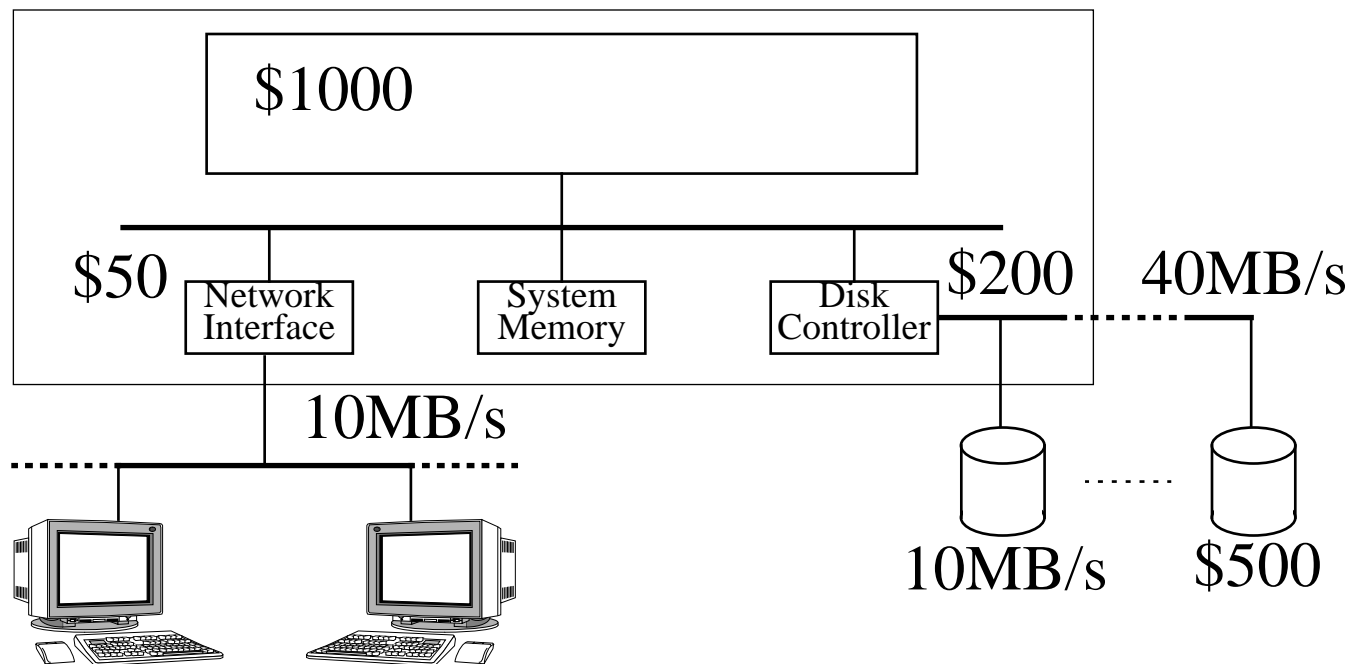 $1000
$50
Network
Interface
System
Memory
Disk
Controller
$200
40MB/s
10MB/s
10MB/s
$500